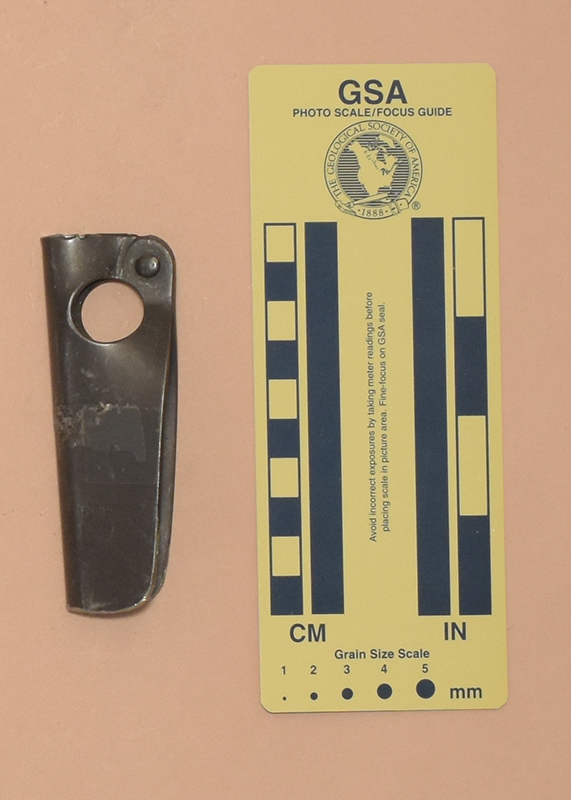 GSA
PHOTO SCALE/FOCUS GUIDE
THE GEOLOGICAL SOCIETY OF AMERICA
1888
®
Avoid incorrect exposures by taking meter readings before
placing scale in picture area. Fine-focus on GSA seal.
CM
IN
Grain Size Scale
1 2 3 4 5
mm